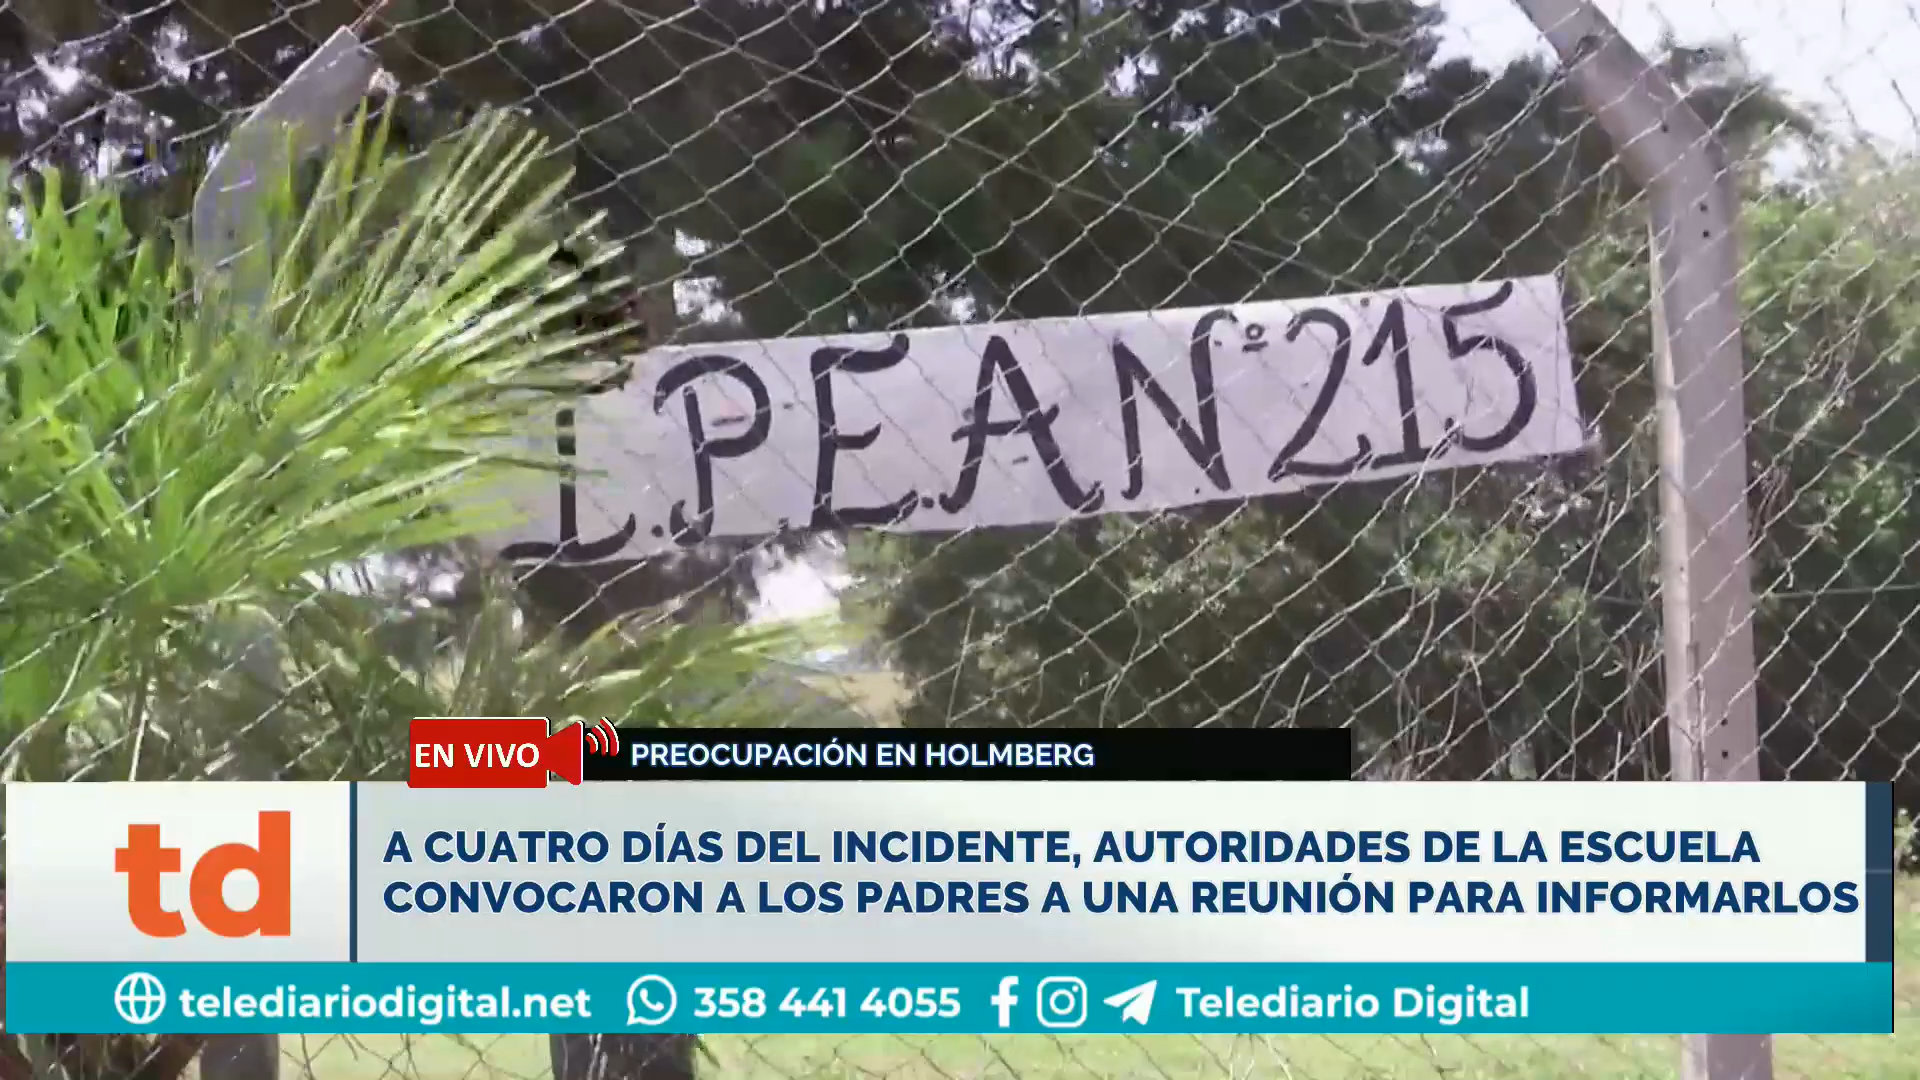 I.P.E.A Nº 215
EN VIVO
PREOCUPACIÓN EN HOLMBERG
td
A CUATRO DÍAS DEL INCIDENTE, AUTORIDADES DE LA ESCUELA
CONVOCARON A LOS PADRES A UNA REUNIÓN PARA INFORMARLOS
telediariodigital.net 358 441 4055 Telediario Digital